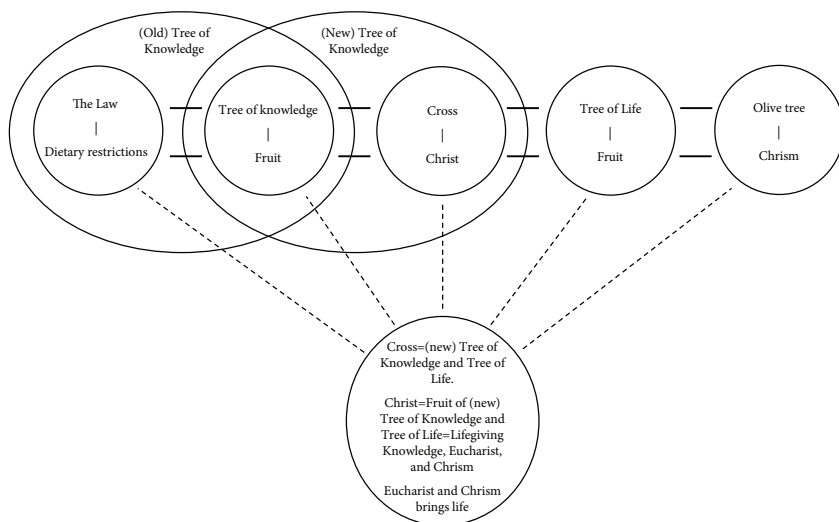 (Old) Tree of
Knowledge
(New) Tree of
Knowledge
The Law
|
Dietary restrictions
Tree of knowledge
|
Fruit
Cross
|
Christ
Tree of Life
|
Fruit
Olive tree
|
Chrism
Cross=(new) Tree of
Knowledge and Tree of
Life.
Christ=Fruit of (new)
Tree of Knowledge and
Tree of Life=Lifegiving
Knowledge, Eucharist,
and Chrism
Eucharist and Chrism
brings life